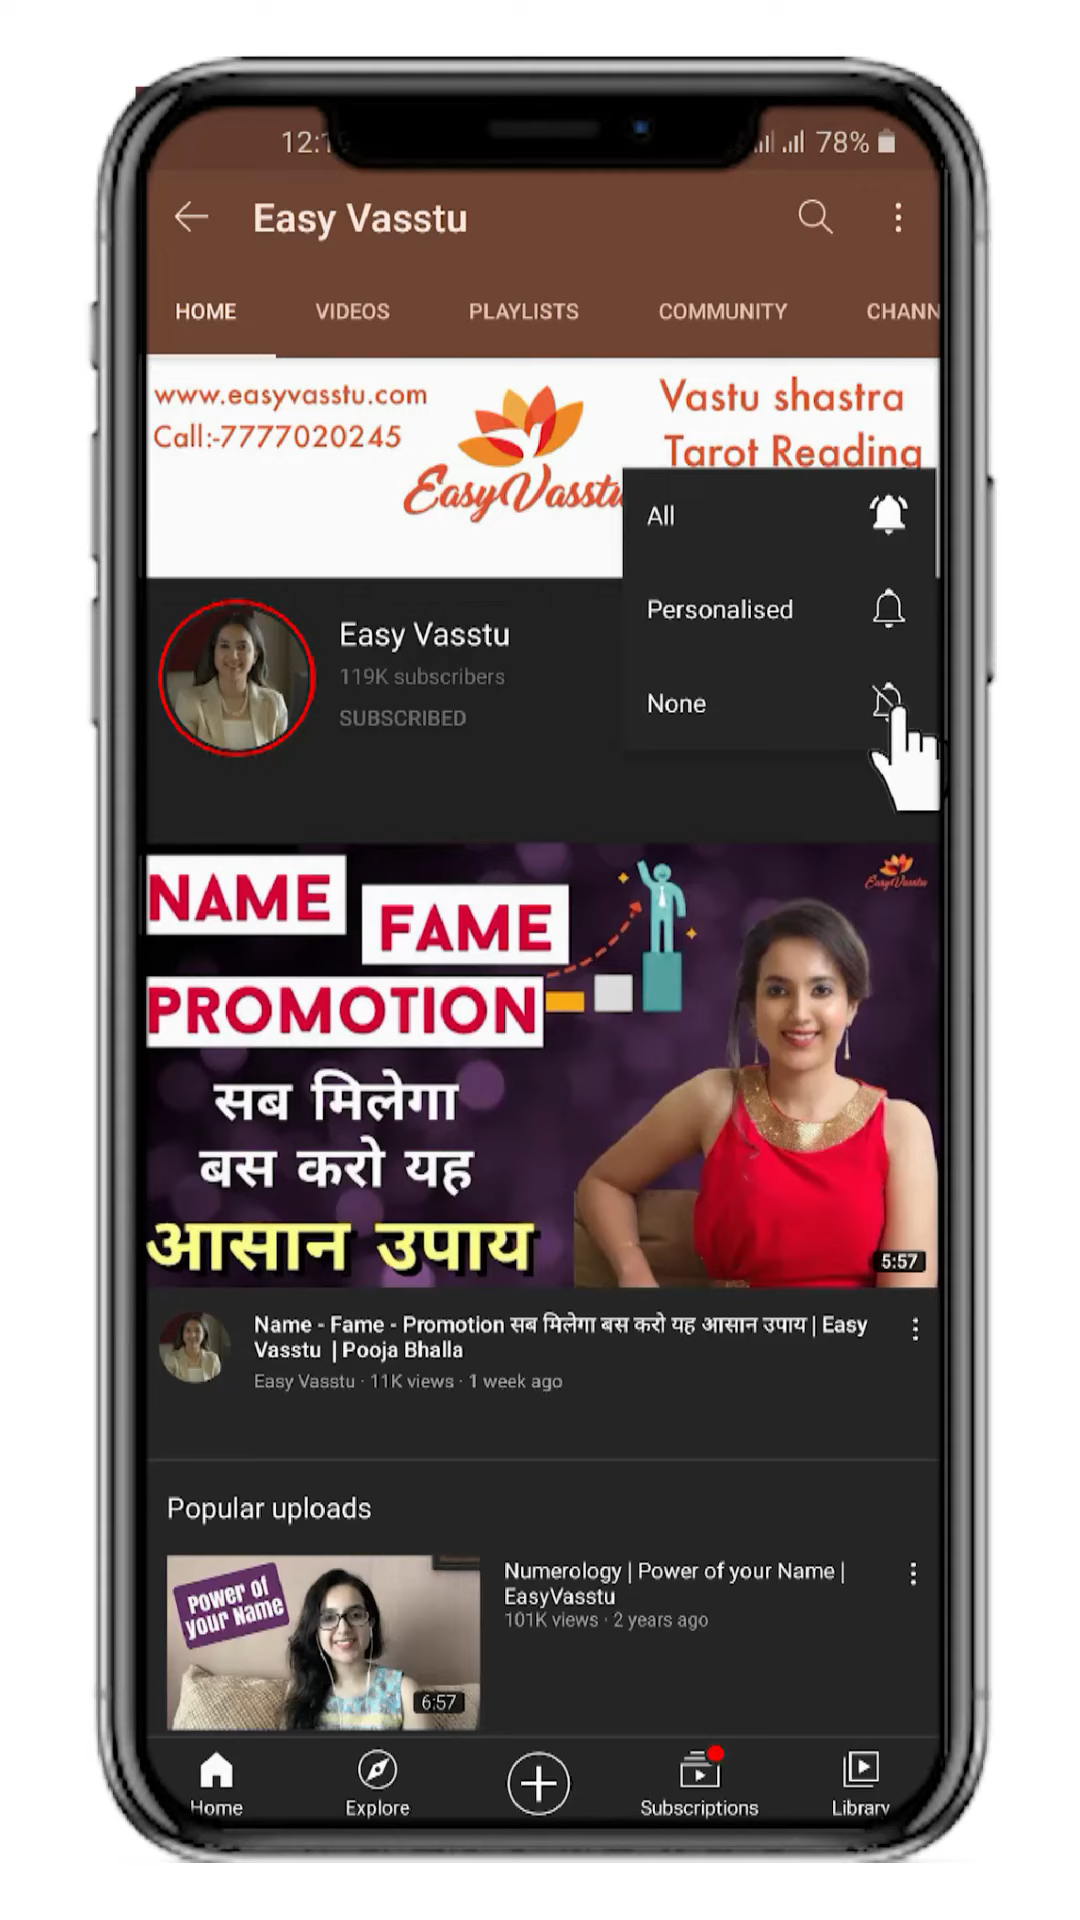 12:1
78%
Easy Vasstu
HOME VIDEOS PLAYLISTS COMMUNITY CHANN
www.easyvasstu.com
Call:-7777020245
EasyVasstu
Vastu shastra
Tarot Reading
All
Personalised
None
Easy Vasstu
119K subscribers
SUBSCRIBED
NAME
FAME
PROMOTION
सब मिलेगा
बस करो यह
आसान उपाय
EasyVasstu
5:57
Name - Fame - Promotion सब मिलेगा बस करो यह आसान उपाय | Easy
Vasstu | Pooja Bhalla
Easy Vasstu · 11K views · 1 week ago
Popular uploads
Power of
your Name
6:57
Numerology | Power of your Name |
EasyVasstu
101K views · 2 years ago
Home Explore Subscriptions Library